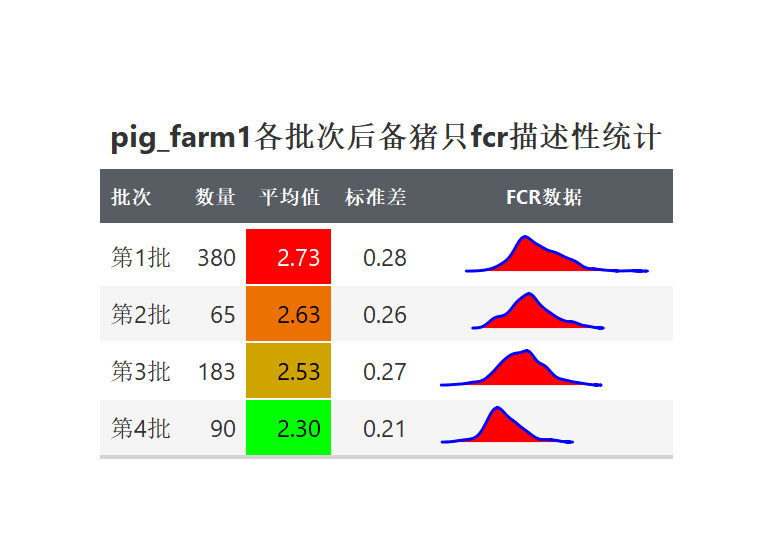 pig_farm1各批次后备猪只fcr描述性统计
批次 数量 平均值 标准差 FCR数据
第1批 380 2.73 0.28
第2批 65 2.63 0.26
第3批 183 2.53 0.27
第4批 90 2.30 0.21